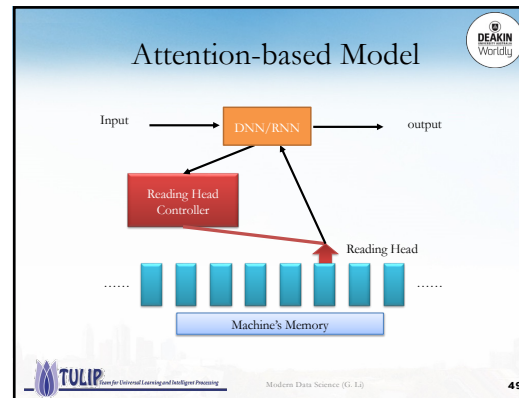 DEAKIN
Worldly
Attention-based Model
Input
DNN/RNN
output
Reading Head
Controller
Reading Head
……
……
Machine's Memory
TULIP Team for Universal Learning and Intelligent Processing
Modern Data Science (G. Li)
49